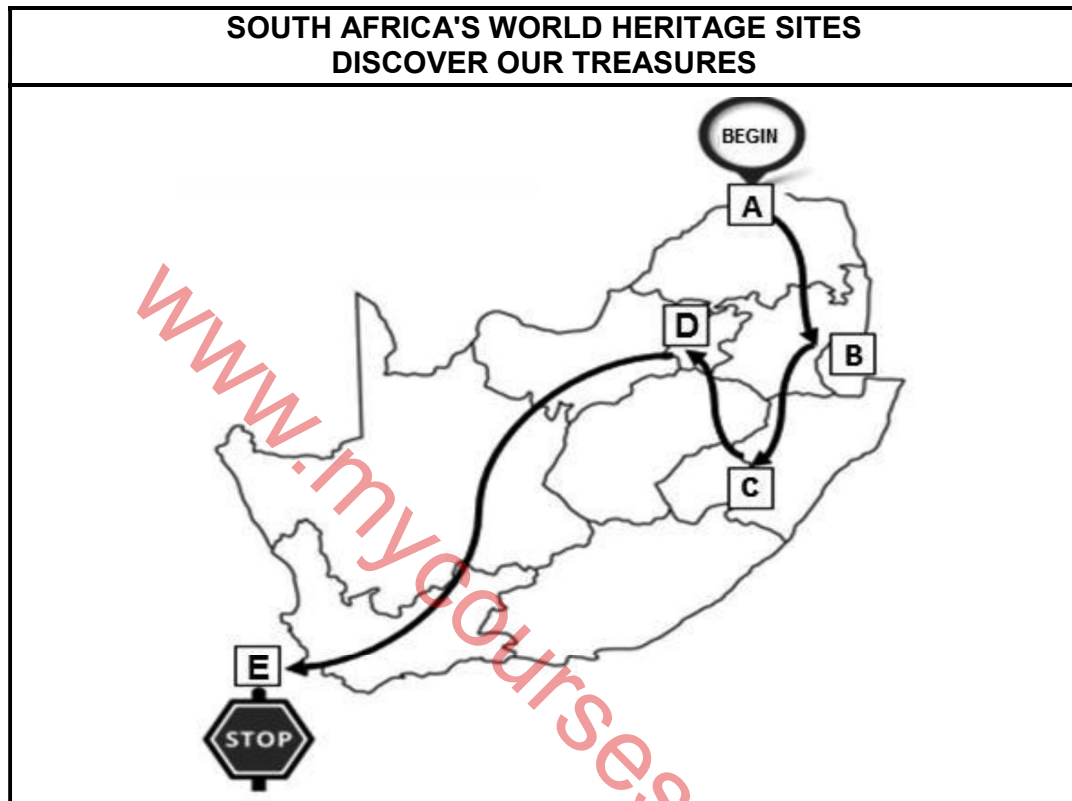 SOUTH AFRICA'S WORLD HERITAGE SITES
DISCOVER OUR TREASURES
BEGIN
A
D
B
C
E
STOP
www.mycourses